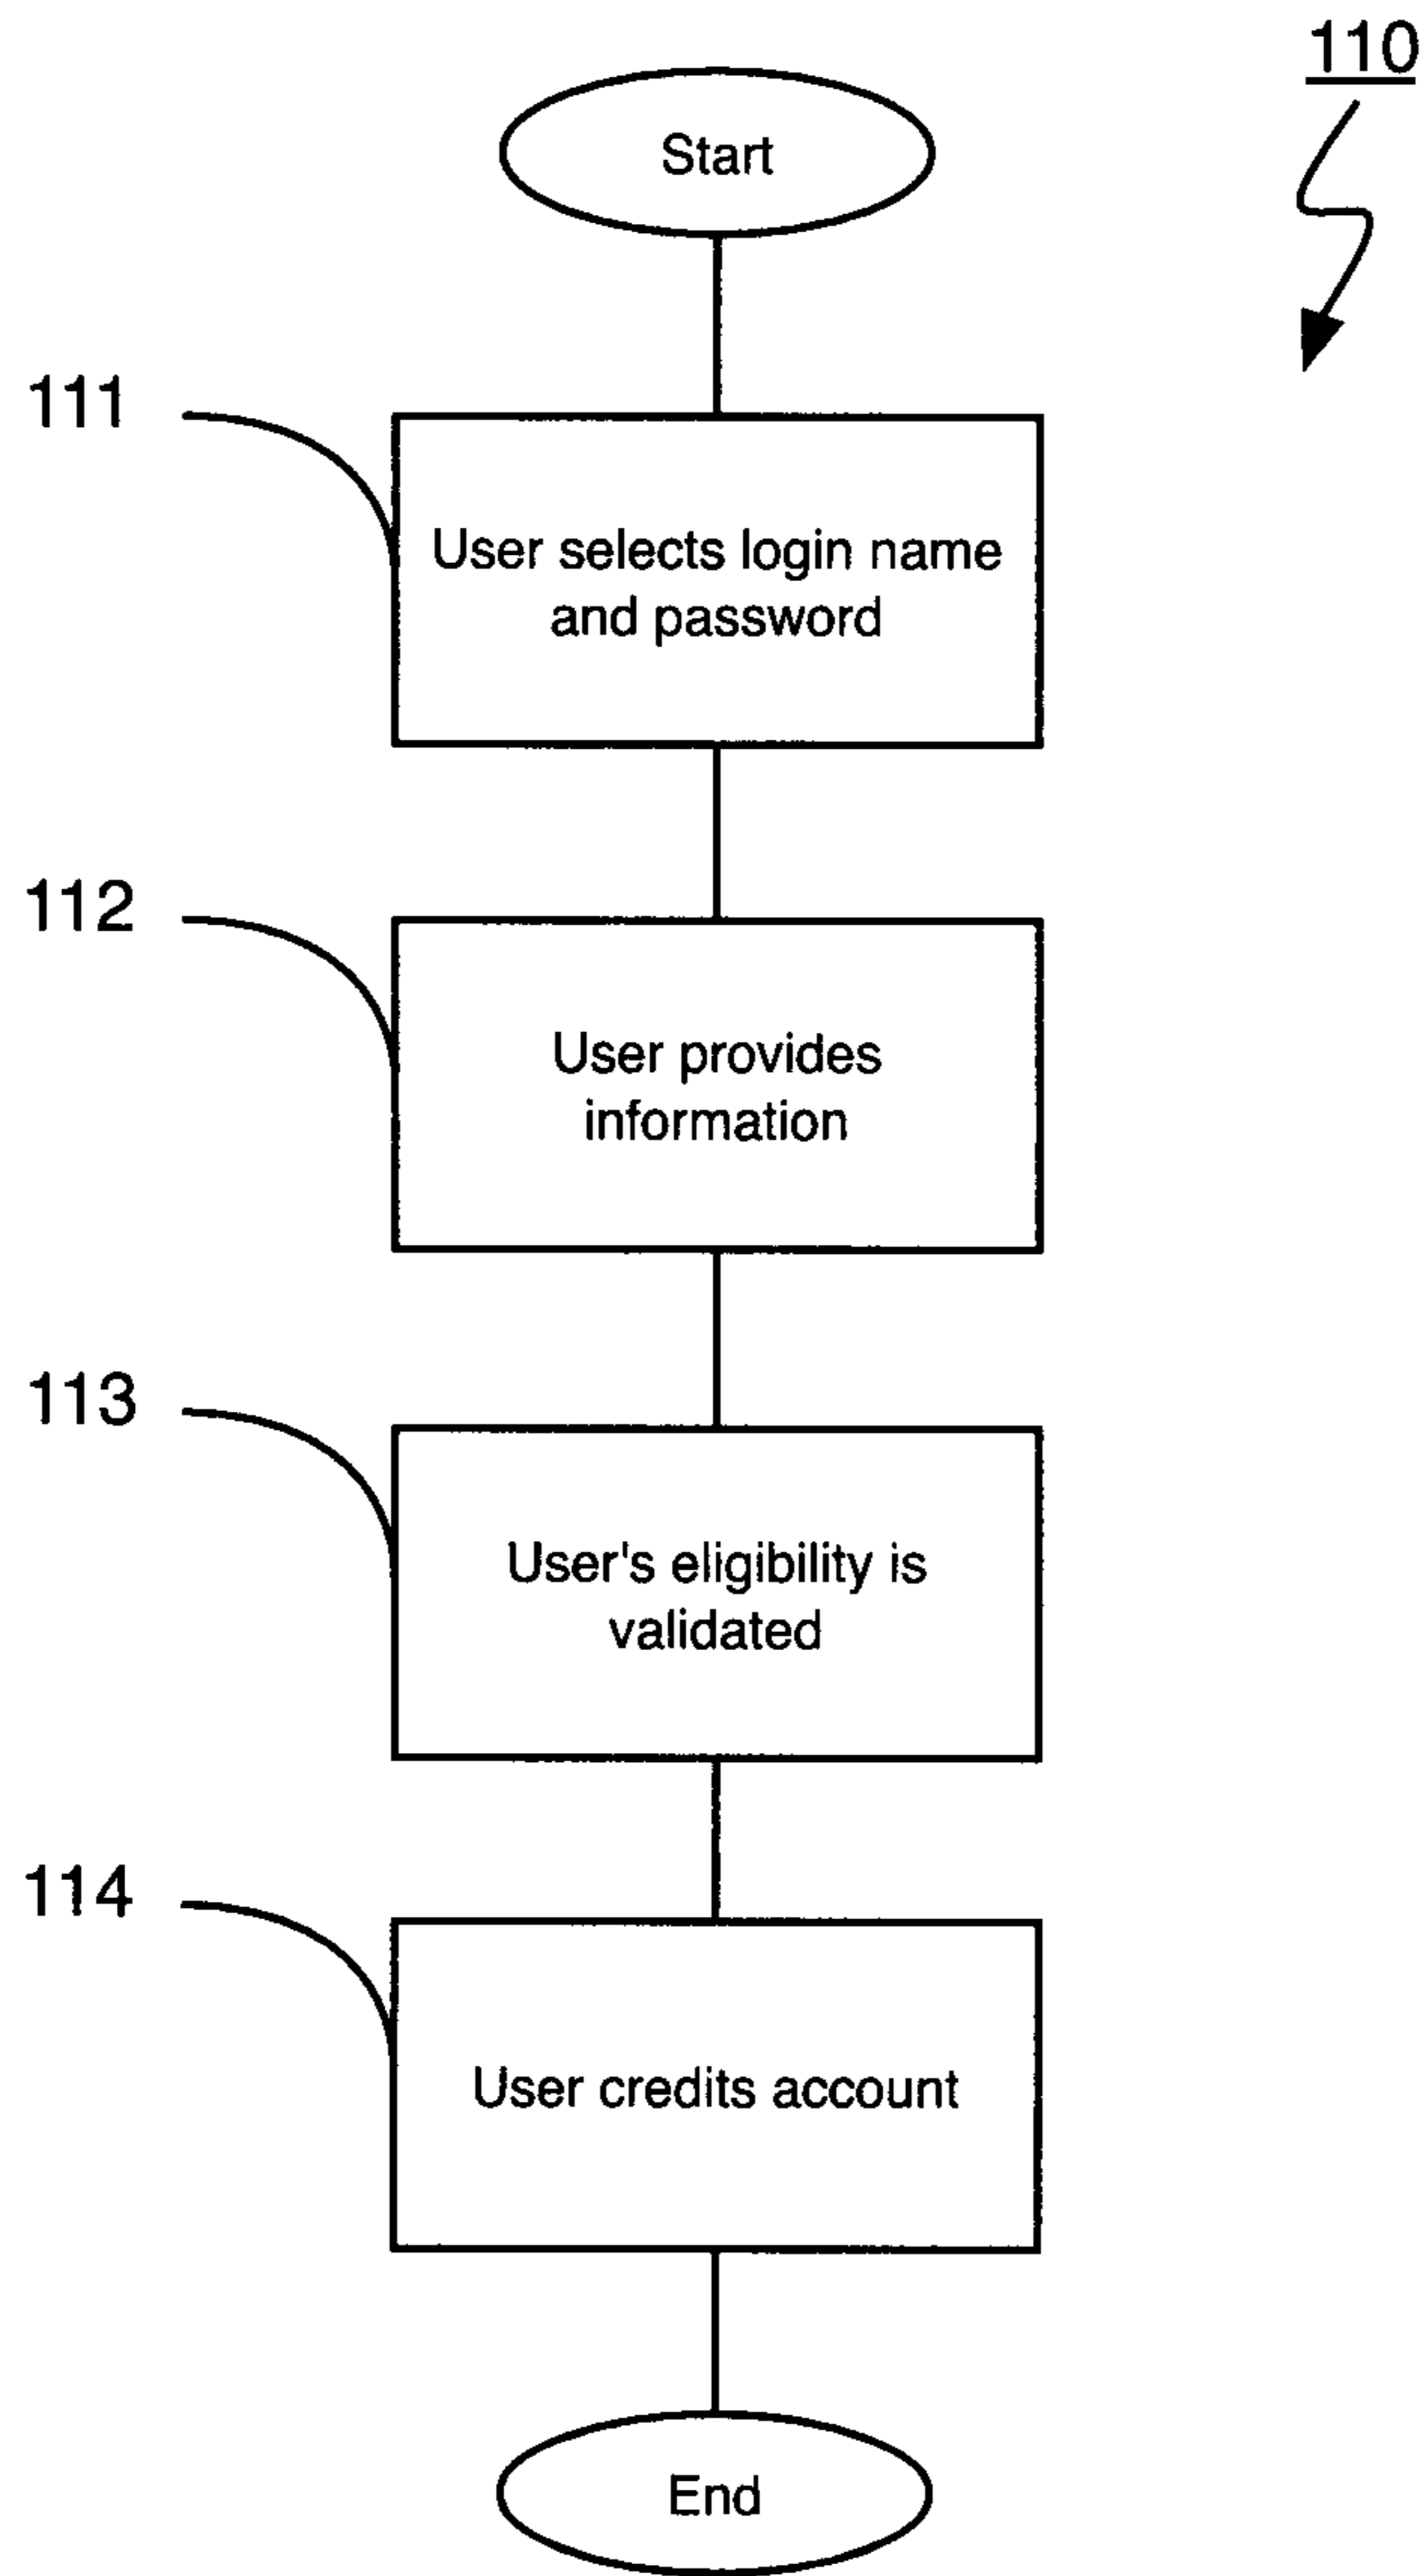 110
Start
111
User selects login name
and password
112
User provides
information
113
User's eligibility is
validated
114
User credits account
End